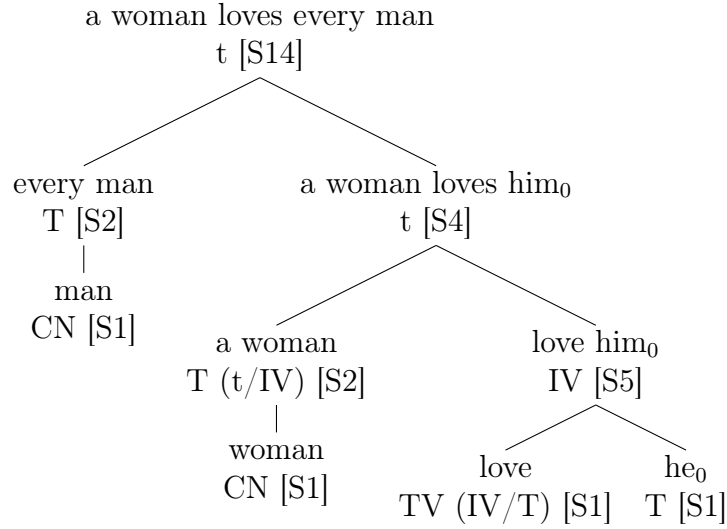 a woman loves every man
t [S14]
every man
T [S2]
a woman loves him₀
t [S4]
man
CN [S1]
a woman
T (t/IV) [S2]
love him₀
IV [S5]
woman
CN [S1]
love
TV (IV/T) [S1]
he₀
T [S1]